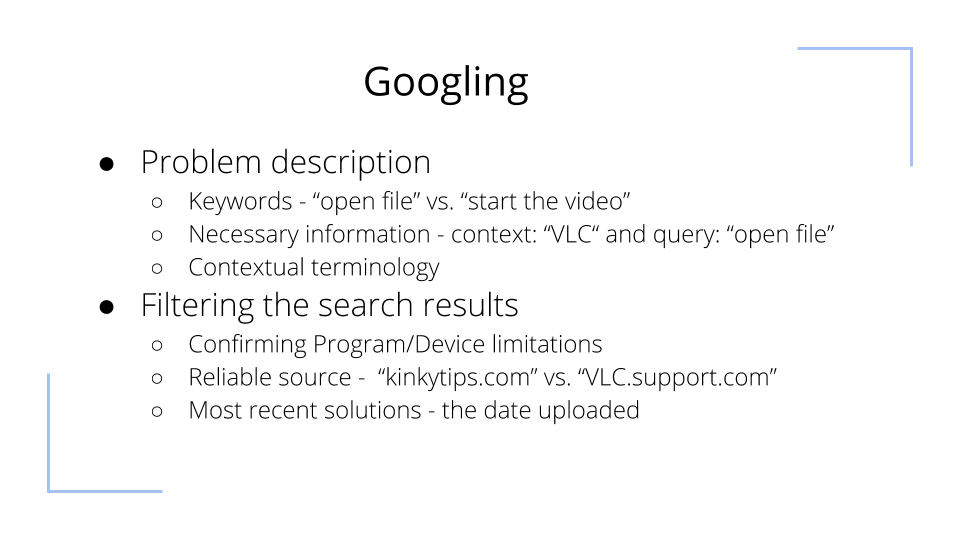 Googling
● Problem description
○ Keywords - “open file” vs. “start the video”
○ Necessary information - context: “VLC“ and query: “open file”
○ Contextual terminology
● Filtering the search results
○ Confirming Program/Device limitations
○ Reliable source -  “kinkytips.com” vs. “VLC.support.com”
○ Most recent solutions - the date uploaded